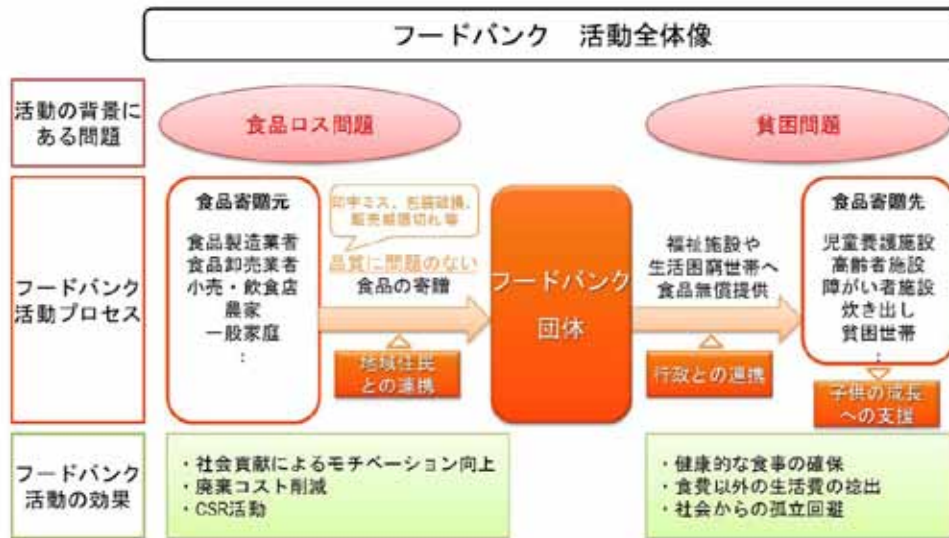 フードバンク　活動全体像
活動の背景に
ある問題
食品ロス問題
貧困問題
フードバンク
活動プロセス
食品寄贈元
食品製造業者
食品卸売業者
小売・飲食店
農家
一般家庭
:
印字ミス、包装破損、
販売期限切れ 等
品質に問題のない
食品の寄贈
地域住民
との連携
フードバンク
団体
福祉施設や
生活困窮世帯へ
食品無償提供
行政との連携
食品寄贈先
児童養護施設
高齢者施設
障がい者施設
炊き出し
貧困世帯
:
子供の成長
への支援
フードバンク
活動の効果
・社会貢献によるモチベーション向上
・廃棄コスト削減
・CSR活動
・健康的な食事の確保
・食費以外の生活費の捻出
・社会からの孤立回避